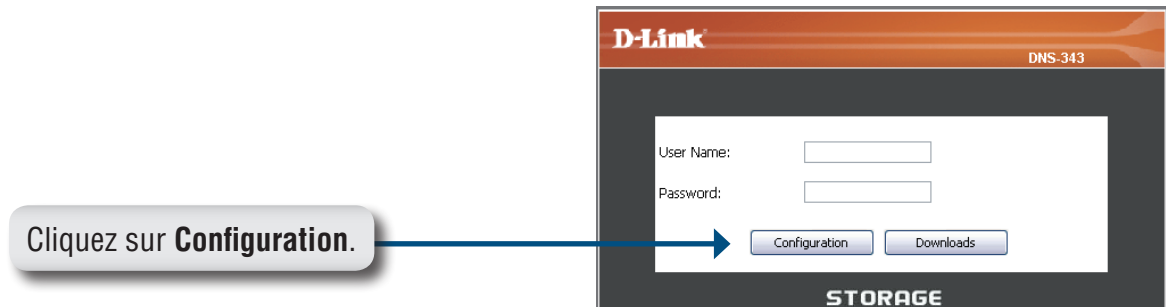 D-Link
DNS-343
User Name:
Password:
Cliquez sur Configuration.
Configuration Downloads
STORAGE